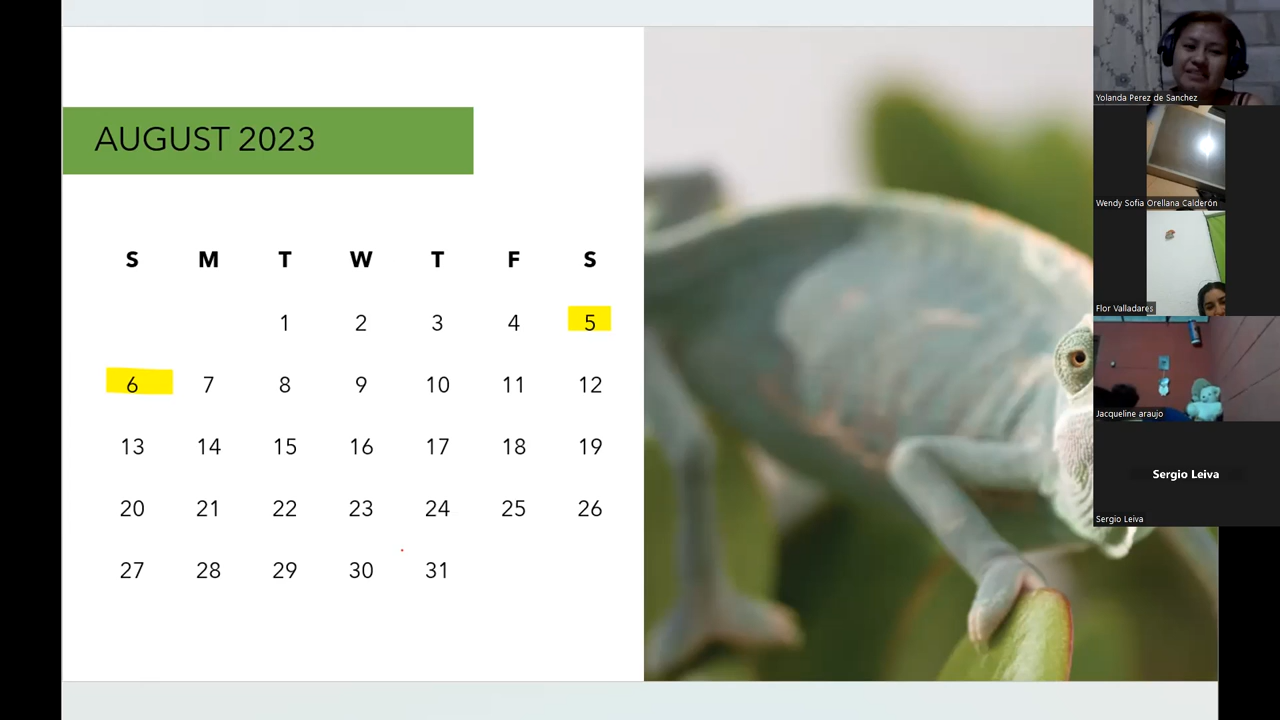 AUGUST 2023
S M T W T F S
1 2 3 4 5
6 7 8 9 10 11 12
13 14 15 16 17 18 19
20 21 22 23 24 25 26
27 28 29 30 31
Yolanda Perez de Sanchez
Wendy Sofia Orellana Calderón
Flor Valladares
Jacqueline araujo
Sergio Leiva
Sergio Leiva